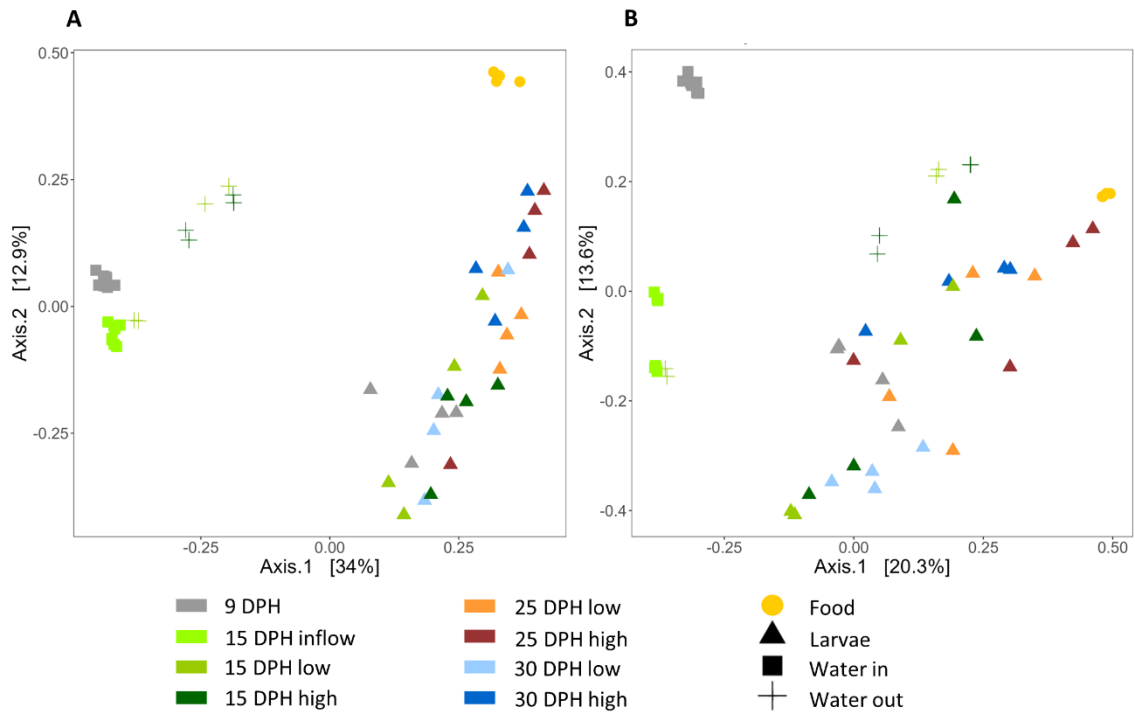 A
B
0.50
0.25
0.00
-0.25
Axis.2 [12.9%]
-0.25
0.00
0.25
Axis.1 [34%]
0.4
0.2
0.0
-0.2
-0.4
Axis.2 [13.6%]
-0.25
0.00
0.25
0.50
Axis.1 [20.3%]
9 DPH
15 DPH inflow
15 DPH low
15 DPH high
25 DPH low
25 DPH high
30 DPH low
30 DPH high
Food
Larvae
Water in
Water out